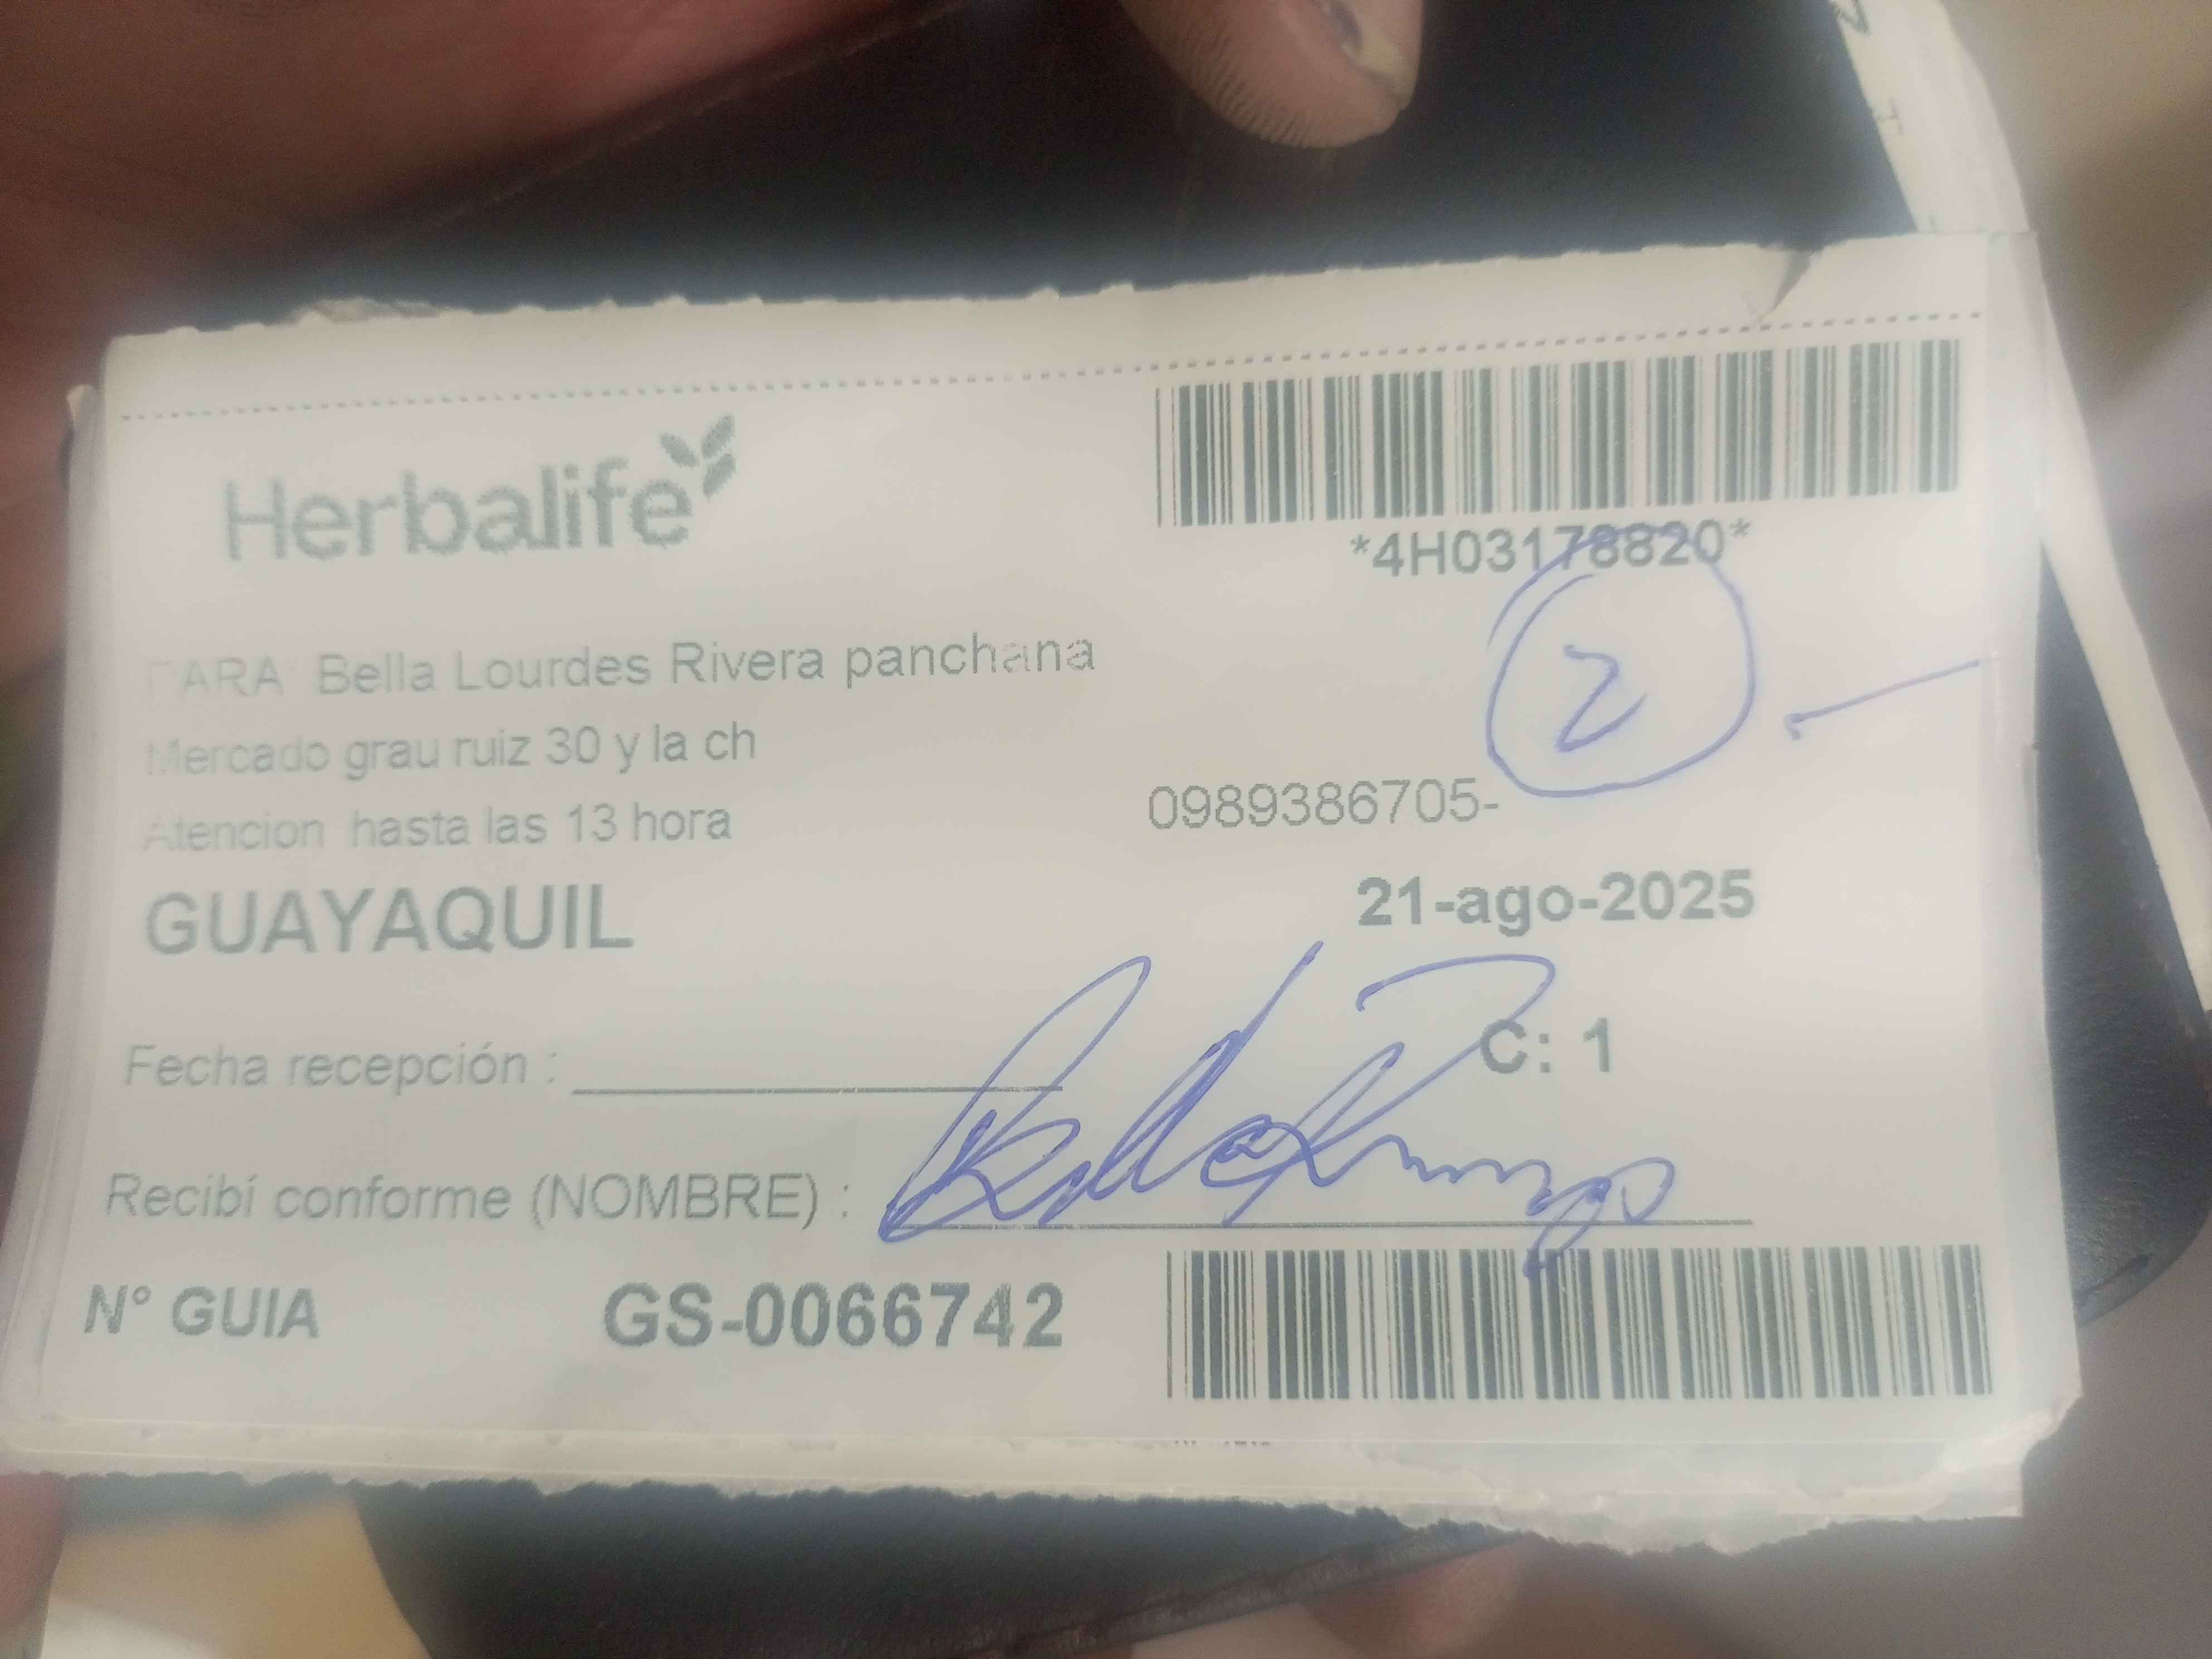 Herbalife
*4H03178820*
2
PARA: Bella Lourdes Rivera panchana
Mercado grau ruiz 30 y la ch
Atencion hasta las 13 hora
0989386705-
GUAYAQUIL
21-ago-2025
C: 1
Fecha recepción :
Recibí conforme (NOMBRE) :
N° GUIA GS-0066742